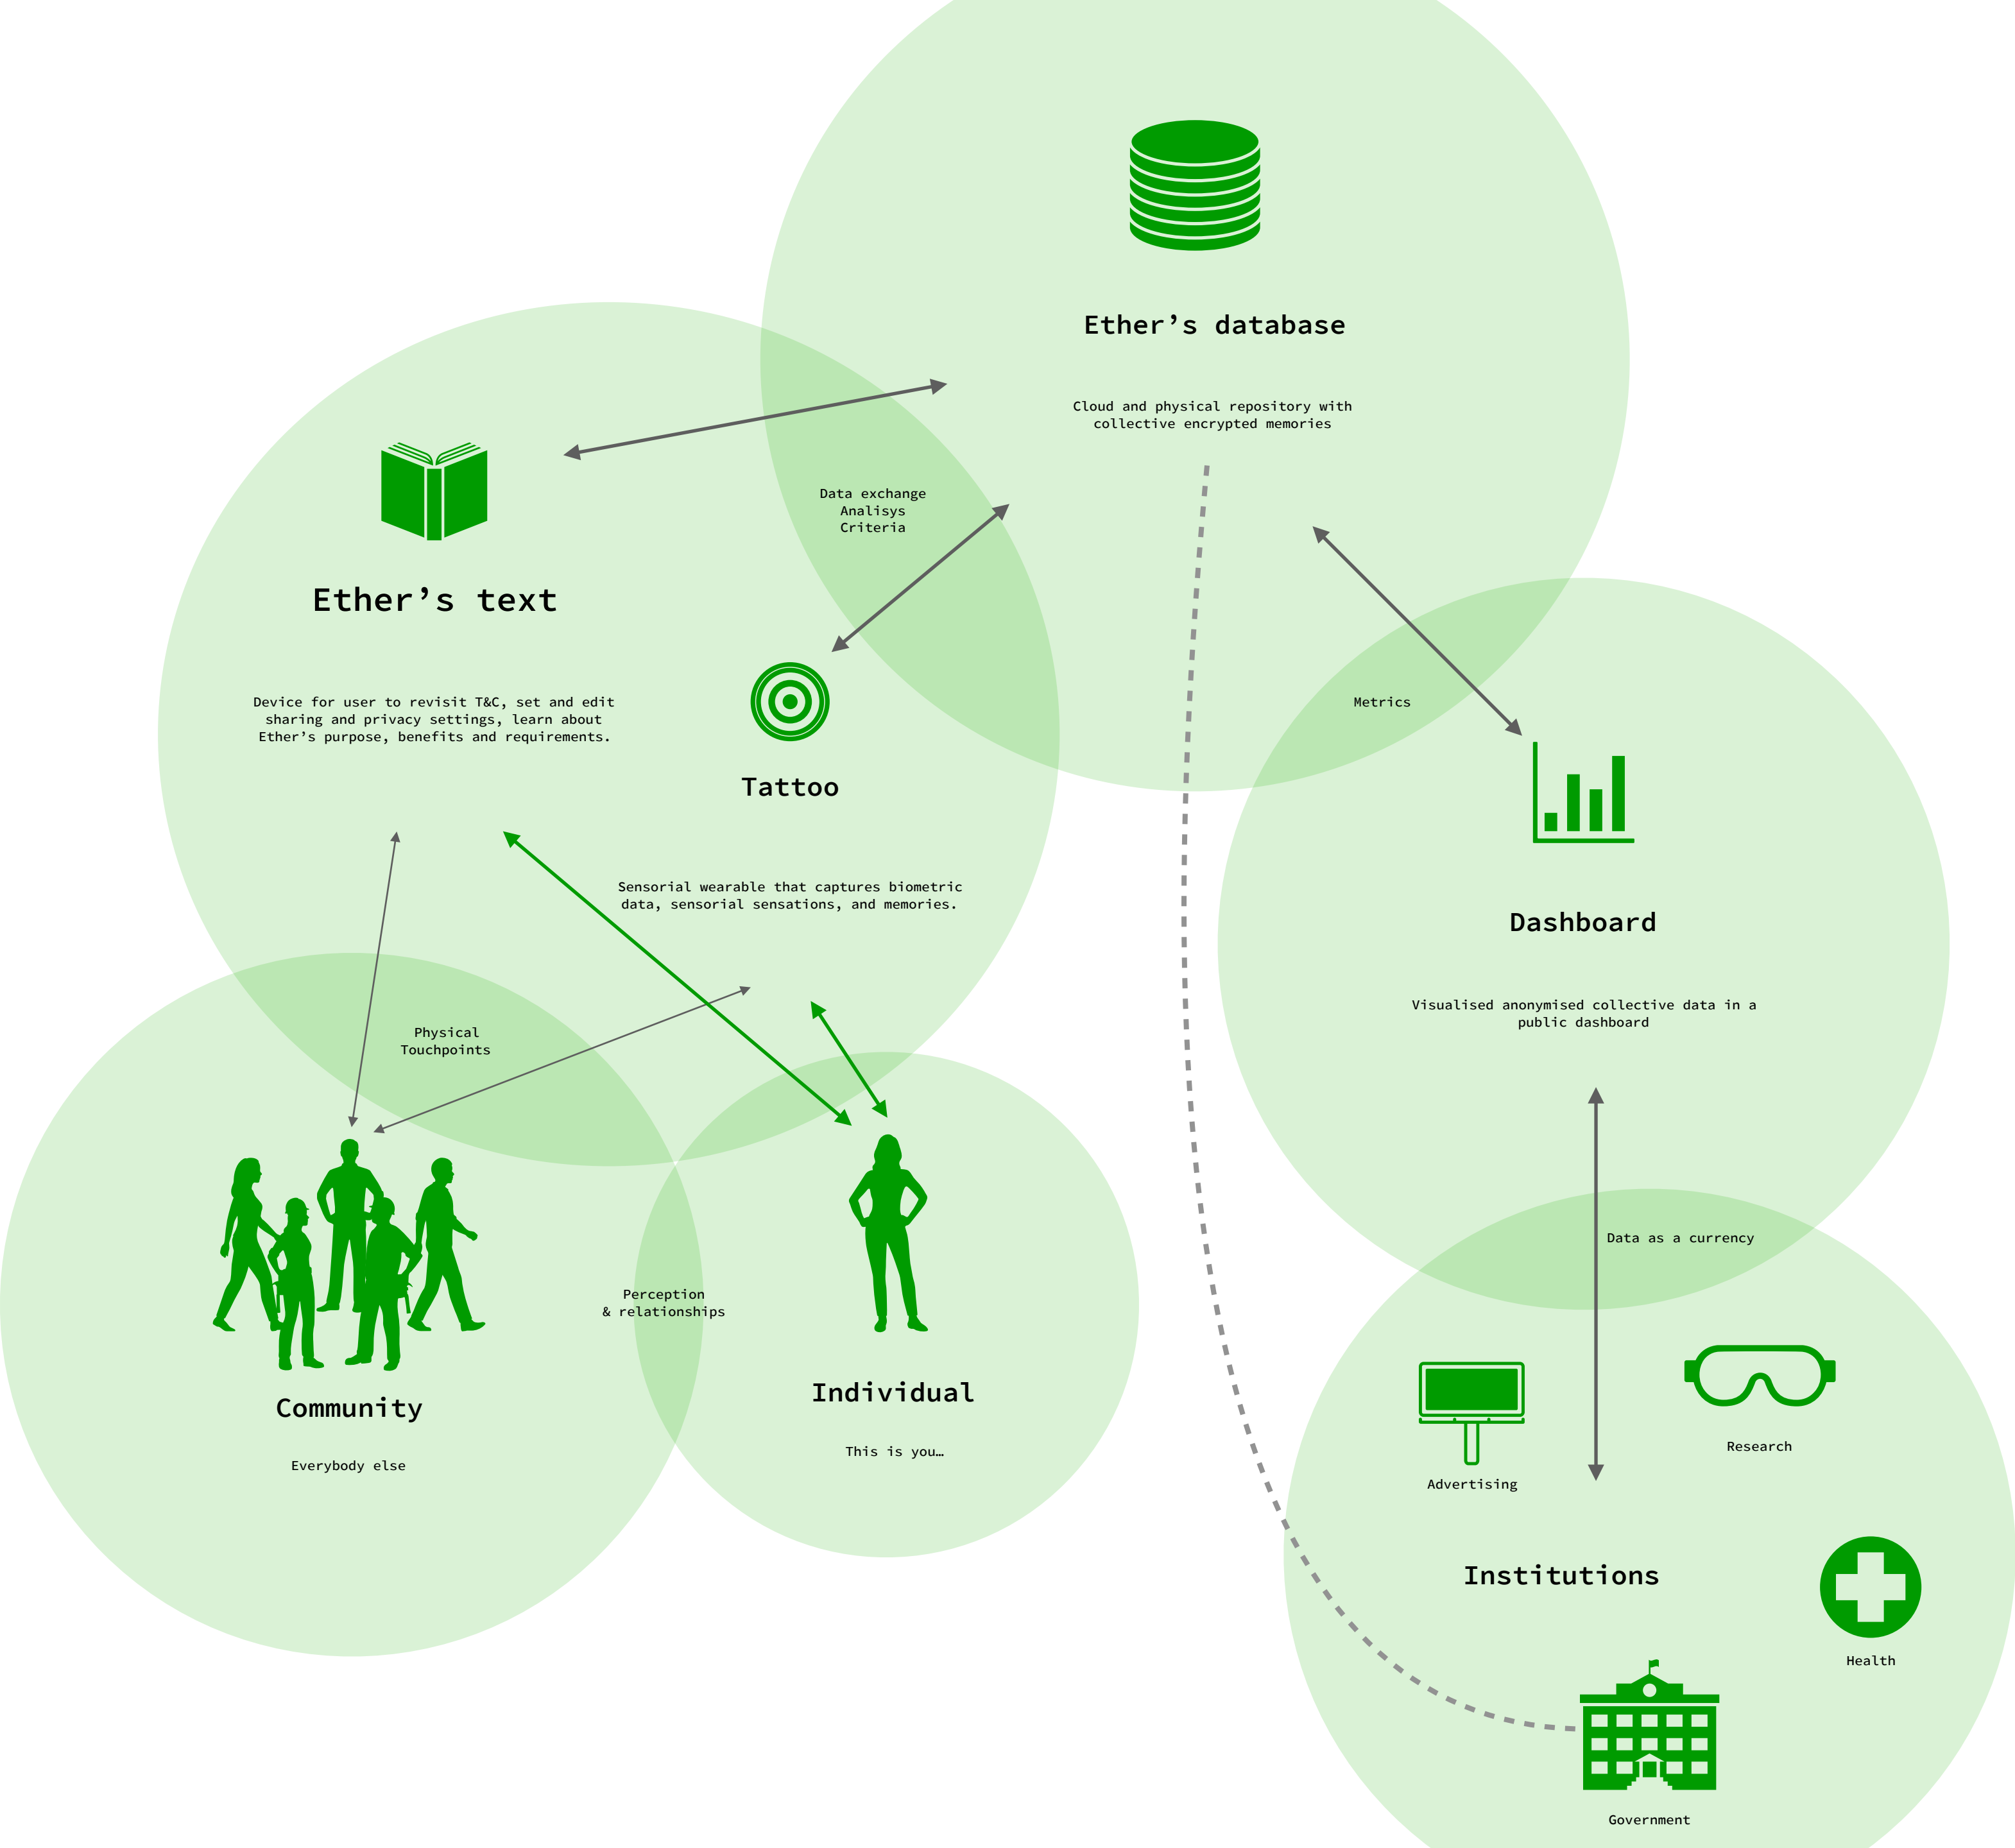 Ether’s database
Cloud and physical repository with
collective encrypted memories
Data exchange
Analisys
Criteria
Ether’s text
Device for user to revisit T&C, set and edit
sharing and privacy settings, learn about
Ether’s purpose, benefits and requirements.
Tattoo
Sensorial wearable that captures biometric
data, sensorial sensations, and memories.
Metrics
Dashboard
Visualised anonymised collective data in a
public dashboard
Physical
Touchpoints
Perception
& relationships
Community
Everybody else
Individual
This is you…
Data as a currency
Advertising
Research
Institutions
Health
Government